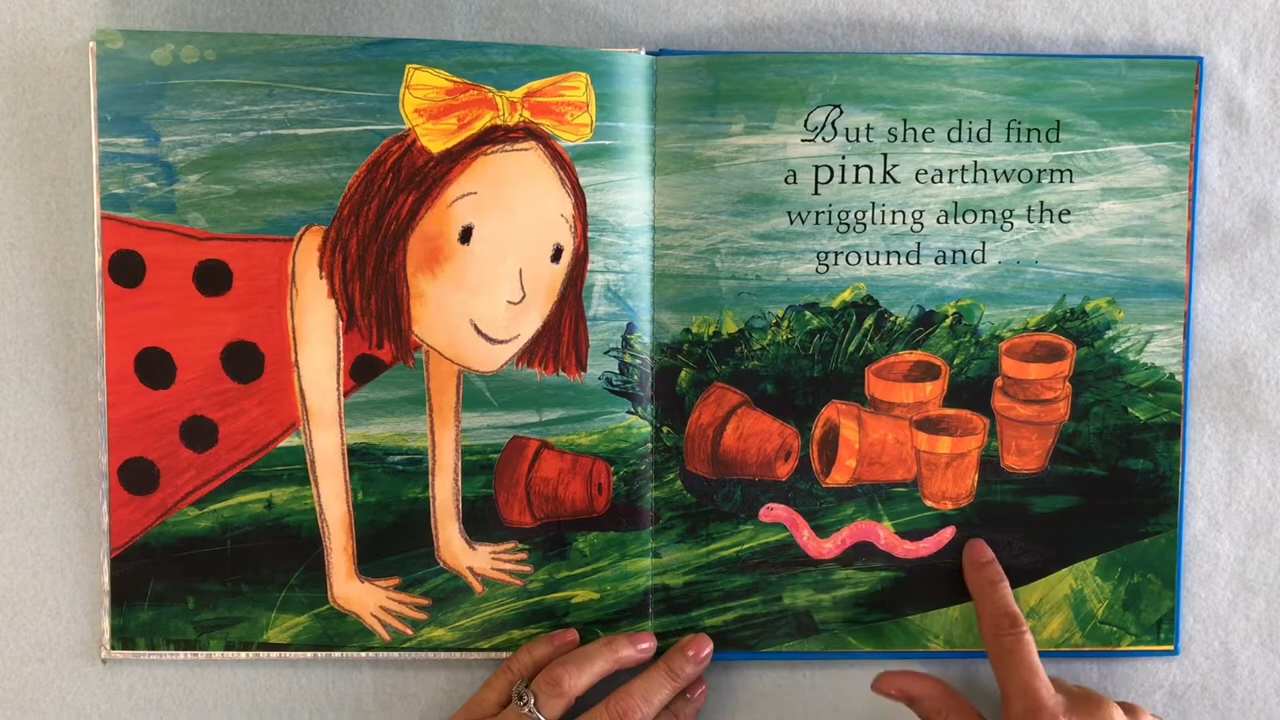 But she did find
a pink earthworm
wriggling along the
ground and . . .